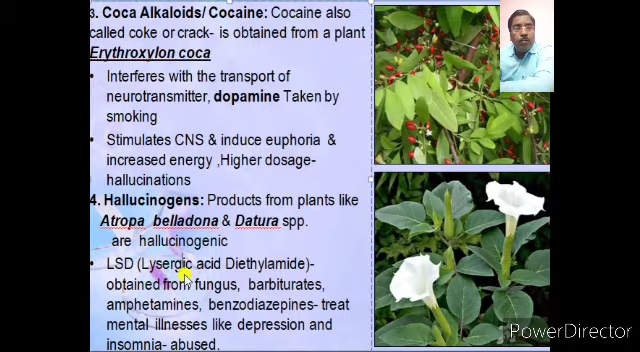 3. Coca Alkaloids/ Cocaine: Cocaine also
called coke or crack- is obtained from a plant
Erythroxylon coca
• Interferes with the transport of
neurotransmitter, dopamine Taken by
smoking
• Stimulates CNS & induce euphoria &
increased energy ,Higher dosage-
hallucinations
4. Hallucinogens: Products from plants like
Atropa belladona & Datura spp.
are hallucinogenic
• LSD (Lysergic acid Diethylamide)-
obtained from fungus, barbiturates,
amphetamines, benzodiazepines- treat
mental illnesses like depression and
insomnia- abused.
PowerDirector